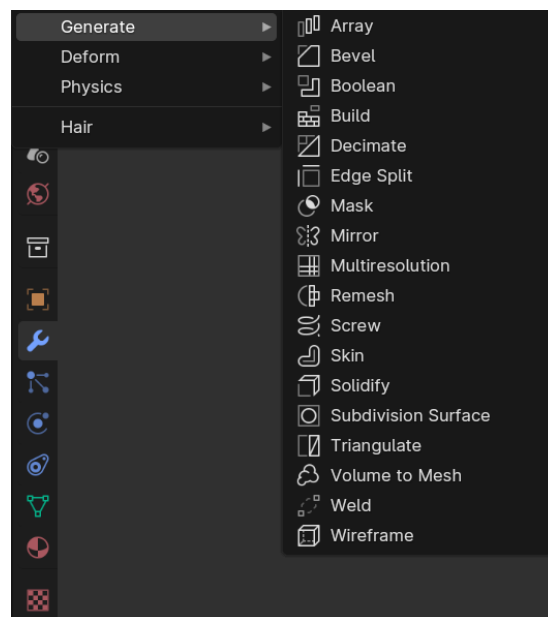 Generate
Deform
Physics
Hair
Array
Bevel
Boolean
Build
Decimate
Edge Split
Mask
Mirror
Multiresolution
Remesh
Screw
Skin
Solidify
Subdivision Surface
Triangulate
Volume to Mesh
Weld
Wireframe